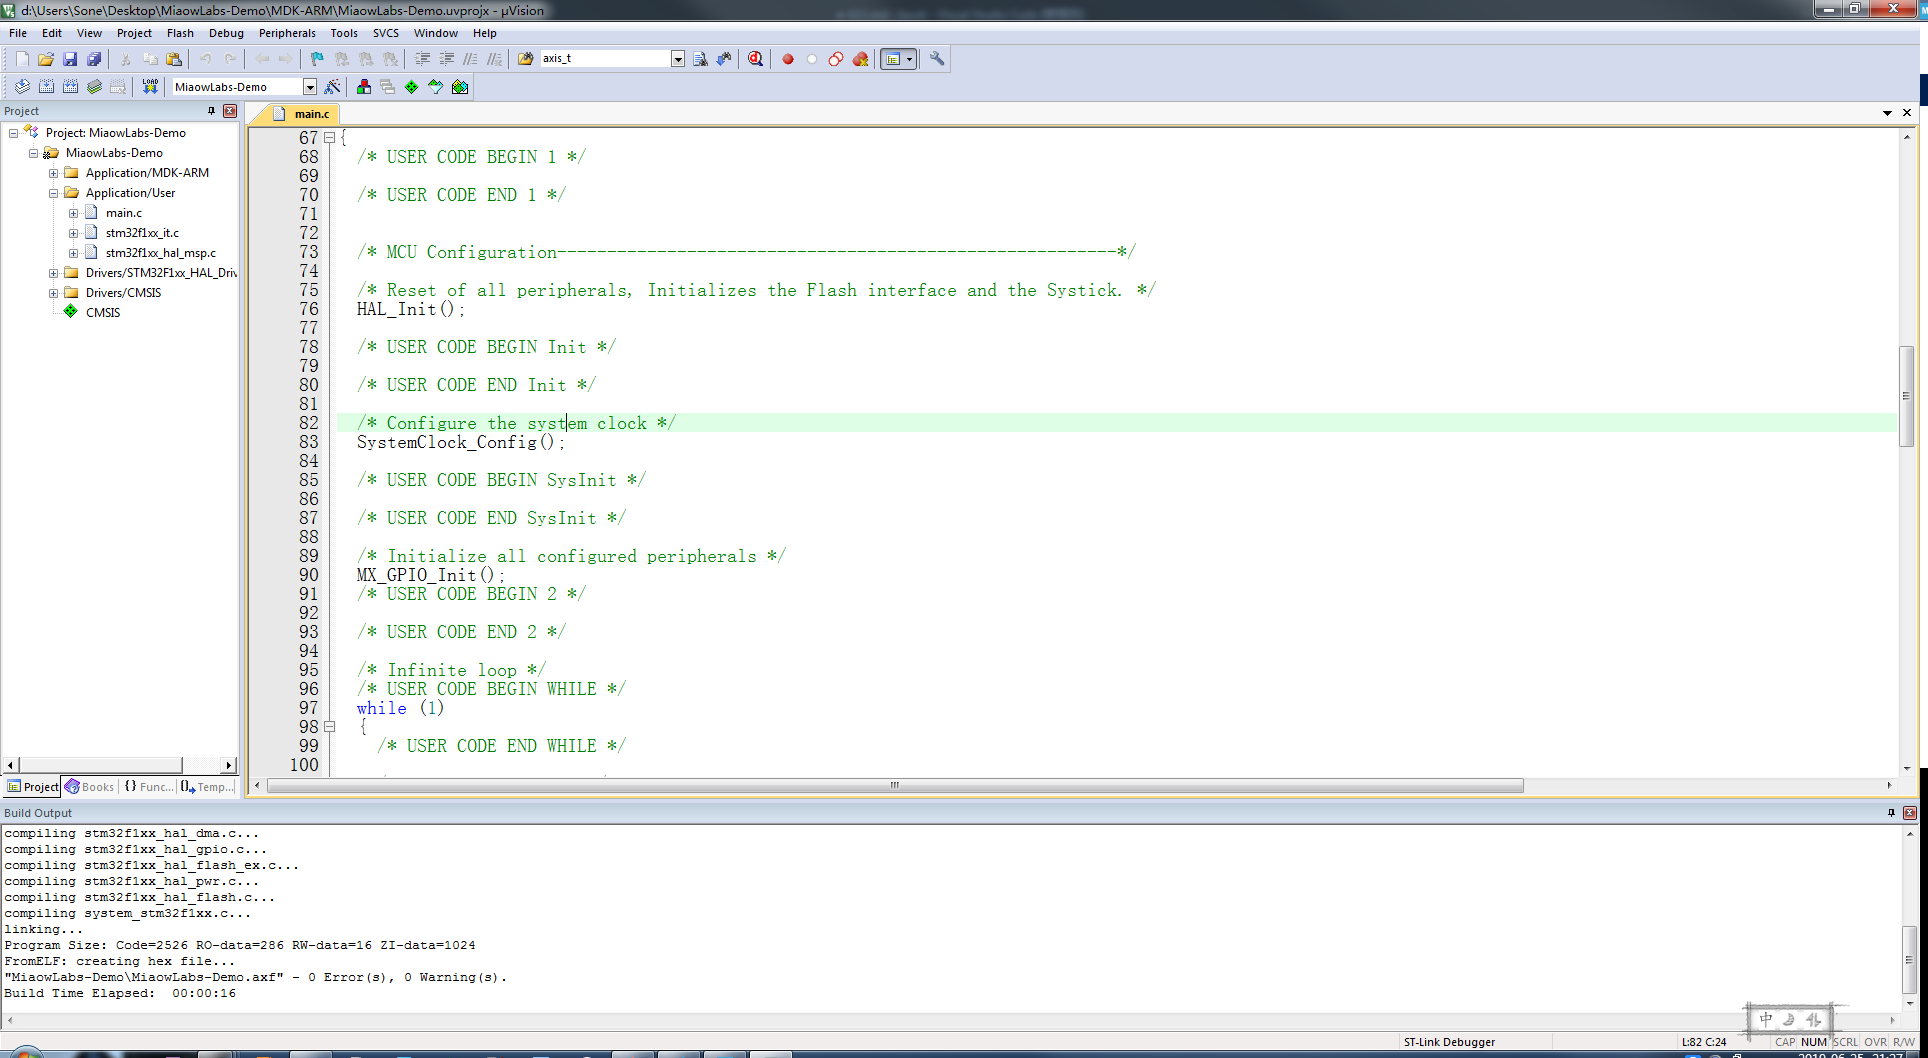 d:\Users\Sone\Desktop\MiaowLabs-Demo\MDK-ARM\MiaowLabs-Demo.uvprojx - µVision
File Edit View Project Flash Debug Peripherals Tools SVCS Window Help
axis_t
LOAD MiaowLabs-Demo
Project
Project: MiaowLabs-Demo
MiaowLabs-Demo
Application/MDK-ARM
Application/User
main.c
stm32f1xx_it.c
stm32f1xx_hal_msp.c
Drivers/STM32F1xx_HAL_Driv
Drivers/CMSIS
CMSIS
Project Books {} Func... {} Temp...
main.c
67 {
68 /* USER CODE BEGIN 1 */
69
70 /* USER CODE END 1 */
71
72
73 /* MCU Configuration--------------------------------------------------------*/
74
75 /* Reset of all peripherals, Initializes the Flash interface and the Systick. */
76 HAL_Init();
77
78 /* USER CODE BEGIN Init */
79
80 /* USER CODE END Init */
81
82 /* Configure the system clock */
83 SystemClock_Config();
84
85 /* USER CODE BEGIN SysInit */
86
87 /* USER CODE END SysInit */
88
89 /* Initialize all configured peripherals */
90 MX_GPIO_Init();
91 /* USER CODE BEGIN 2 */
92
93 /* USER CODE END 2 */
94
95 /* Infinite loop */
96 /* USER CODE BEGIN WHILE */
97 while (1)
98 {
99 /* USER CODE END WHILE */
100
Build Output
compiling stm32f1xx_hal_dma.c...
compiling stm32f1xx_hal_gpio.c...
compiling stm32f1xx_hal_flash_ex.c...
compiling stm32f1xx_hal_pwr.c...
compiling stm32f1xx_hal_flash.c...
compiling system_stm32f1xx.c...
linking...
Program Size: Code=2526 RO-data=286 RW-data=16 ZI-data=1024
FromELF: creating hex file...
"MiaowLabs-Demo\MiaowLabs-Demo.axf" - 0 Error(s), 0 Warning(s).
Build Time Elapsed:  00:00:16
中
ST-Link Debugger L:82 C:24 CAP NUM SCRL OVR R/W